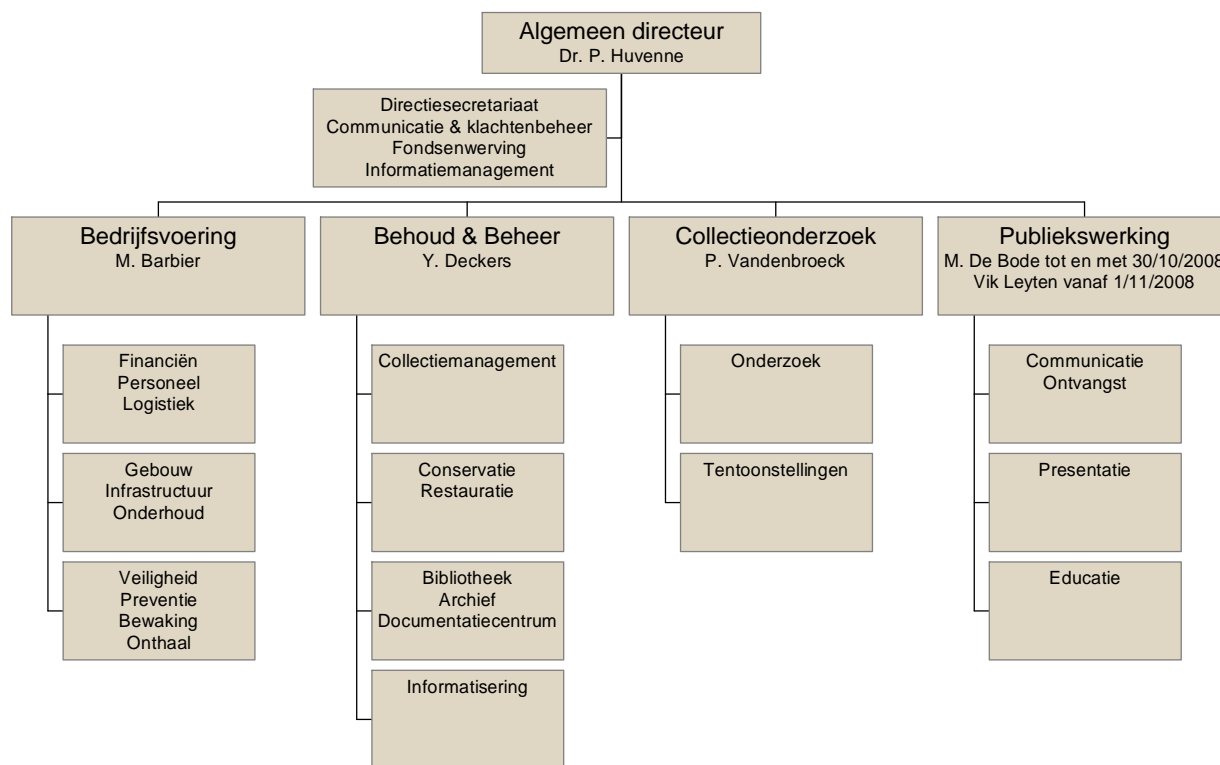 Algemeen directeur
Dr. P. Huvenne
Directiesecretariaat
Communicatie & klachtenbeheer
Fondsenwerving
Informatiemanagement
Bedrijfsvoering
M. Barbier
Behoud & Beheer
Y. Deckers
Collectieonderzoek
P. Vandenbroeck
Publiekswerking
M. De Bode tot en met 30/10/2008
Vik Leyten vanaf 1/11/2008
Financiën
Personeel
Logistiek
Gebouw
Infrastructuur
Onderhoud
Veiligheid
Preventie
Bewaking
Onthaal
Collectiemanagement
Conservatie
Restauratie
Bibliotheek
Archief
Documentatiecentrum
Informatisering
Onderzoek
Tentoonstellingen
Communicatie
Ontvangst
Presentatie
Educatie